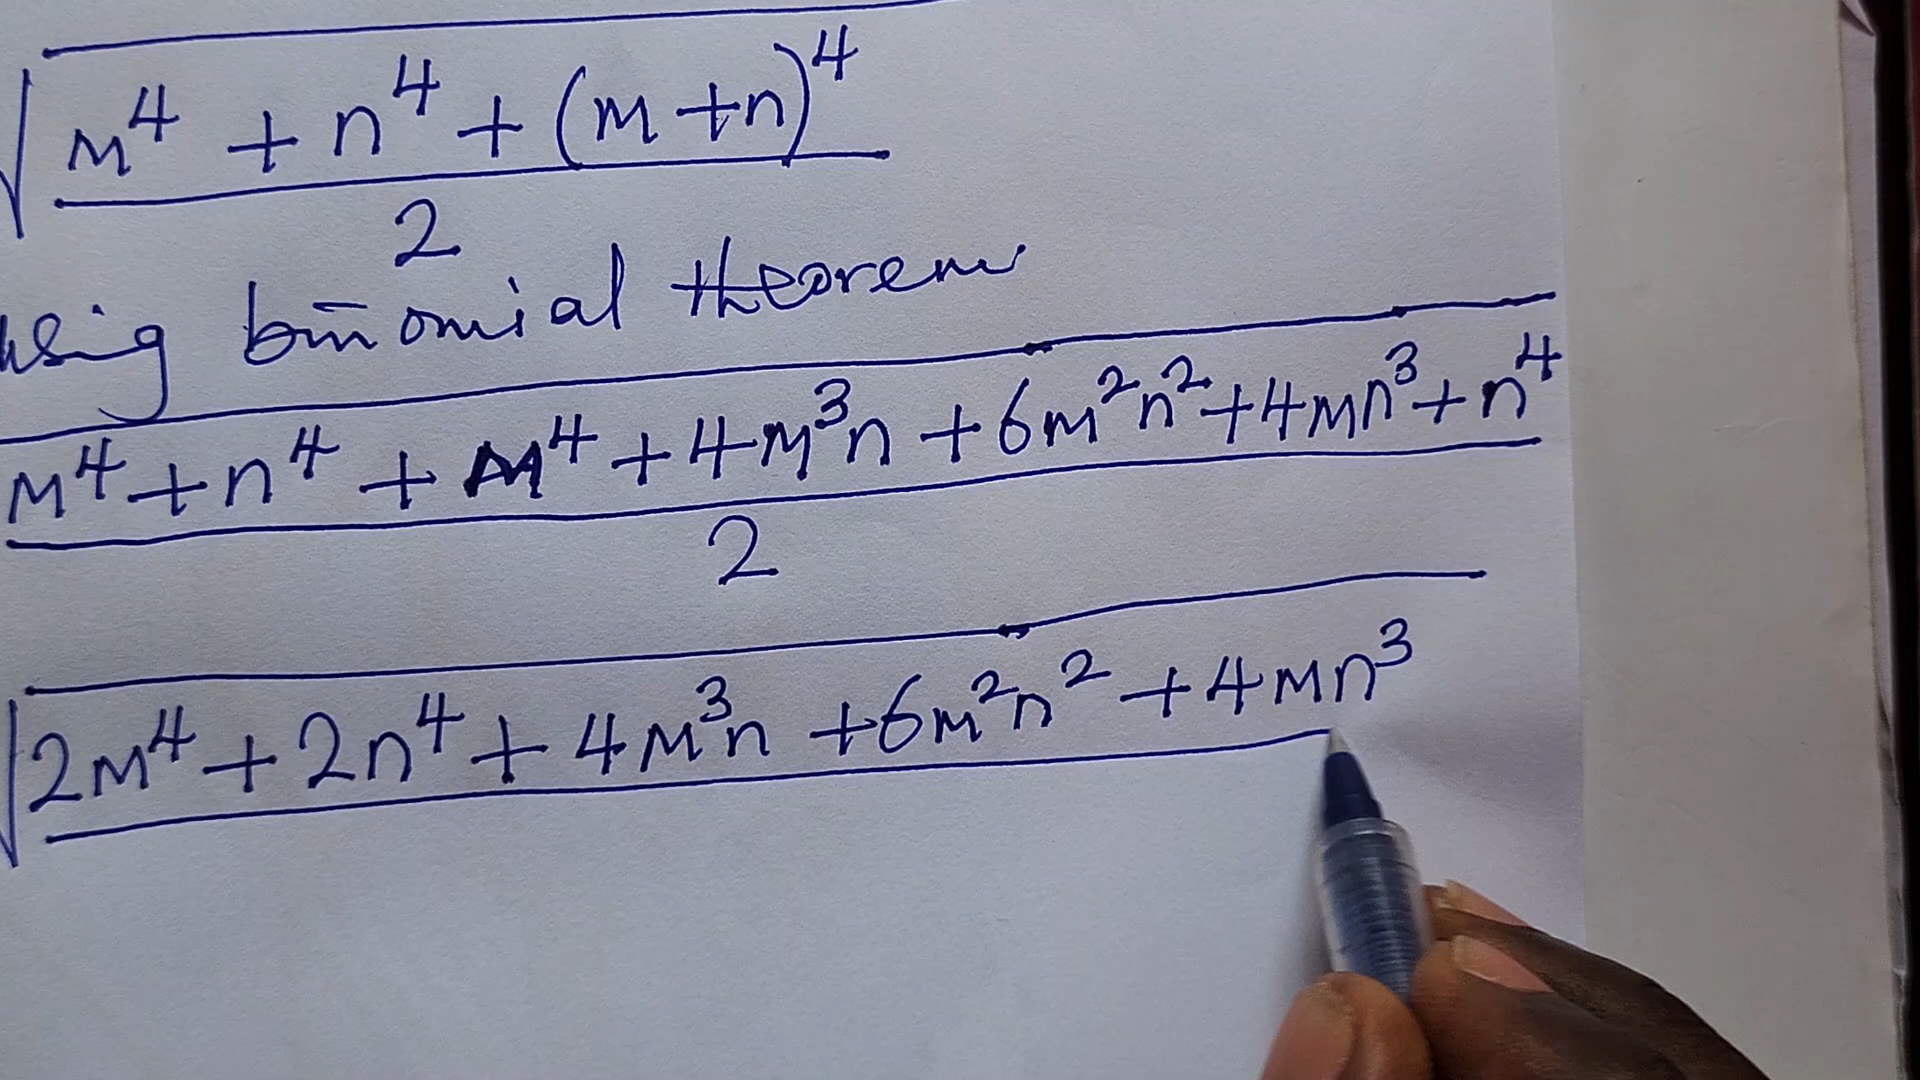 √(m⁴ + n⁴ + (m + n)⁴
2
using binomial theorem
m⁴ + n⁴ + m⁴ + 4m³n + 6m²n² + 4mn³ + n⁴
2
√(2m⁴ + 2n⁴ + 4m³n + 6m²n² + 4mn³